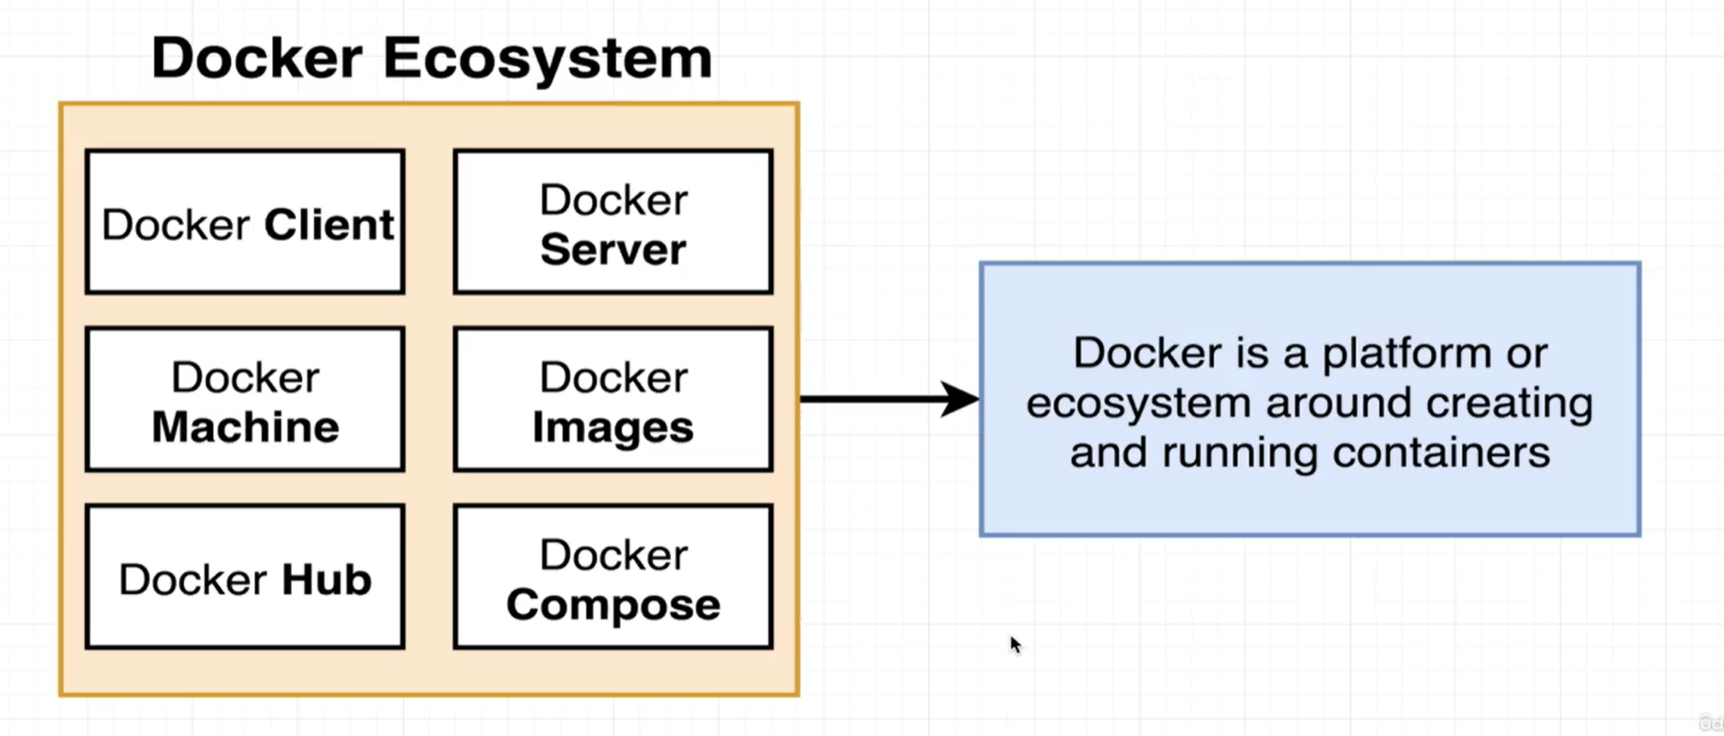 Docker Ecosystem
Docker Client
Docker
Server
Docker
Machine
Docker
Images
Docker Hub
Docker
Compose
Docker is a platform or
ecosystem around creating
and running containers